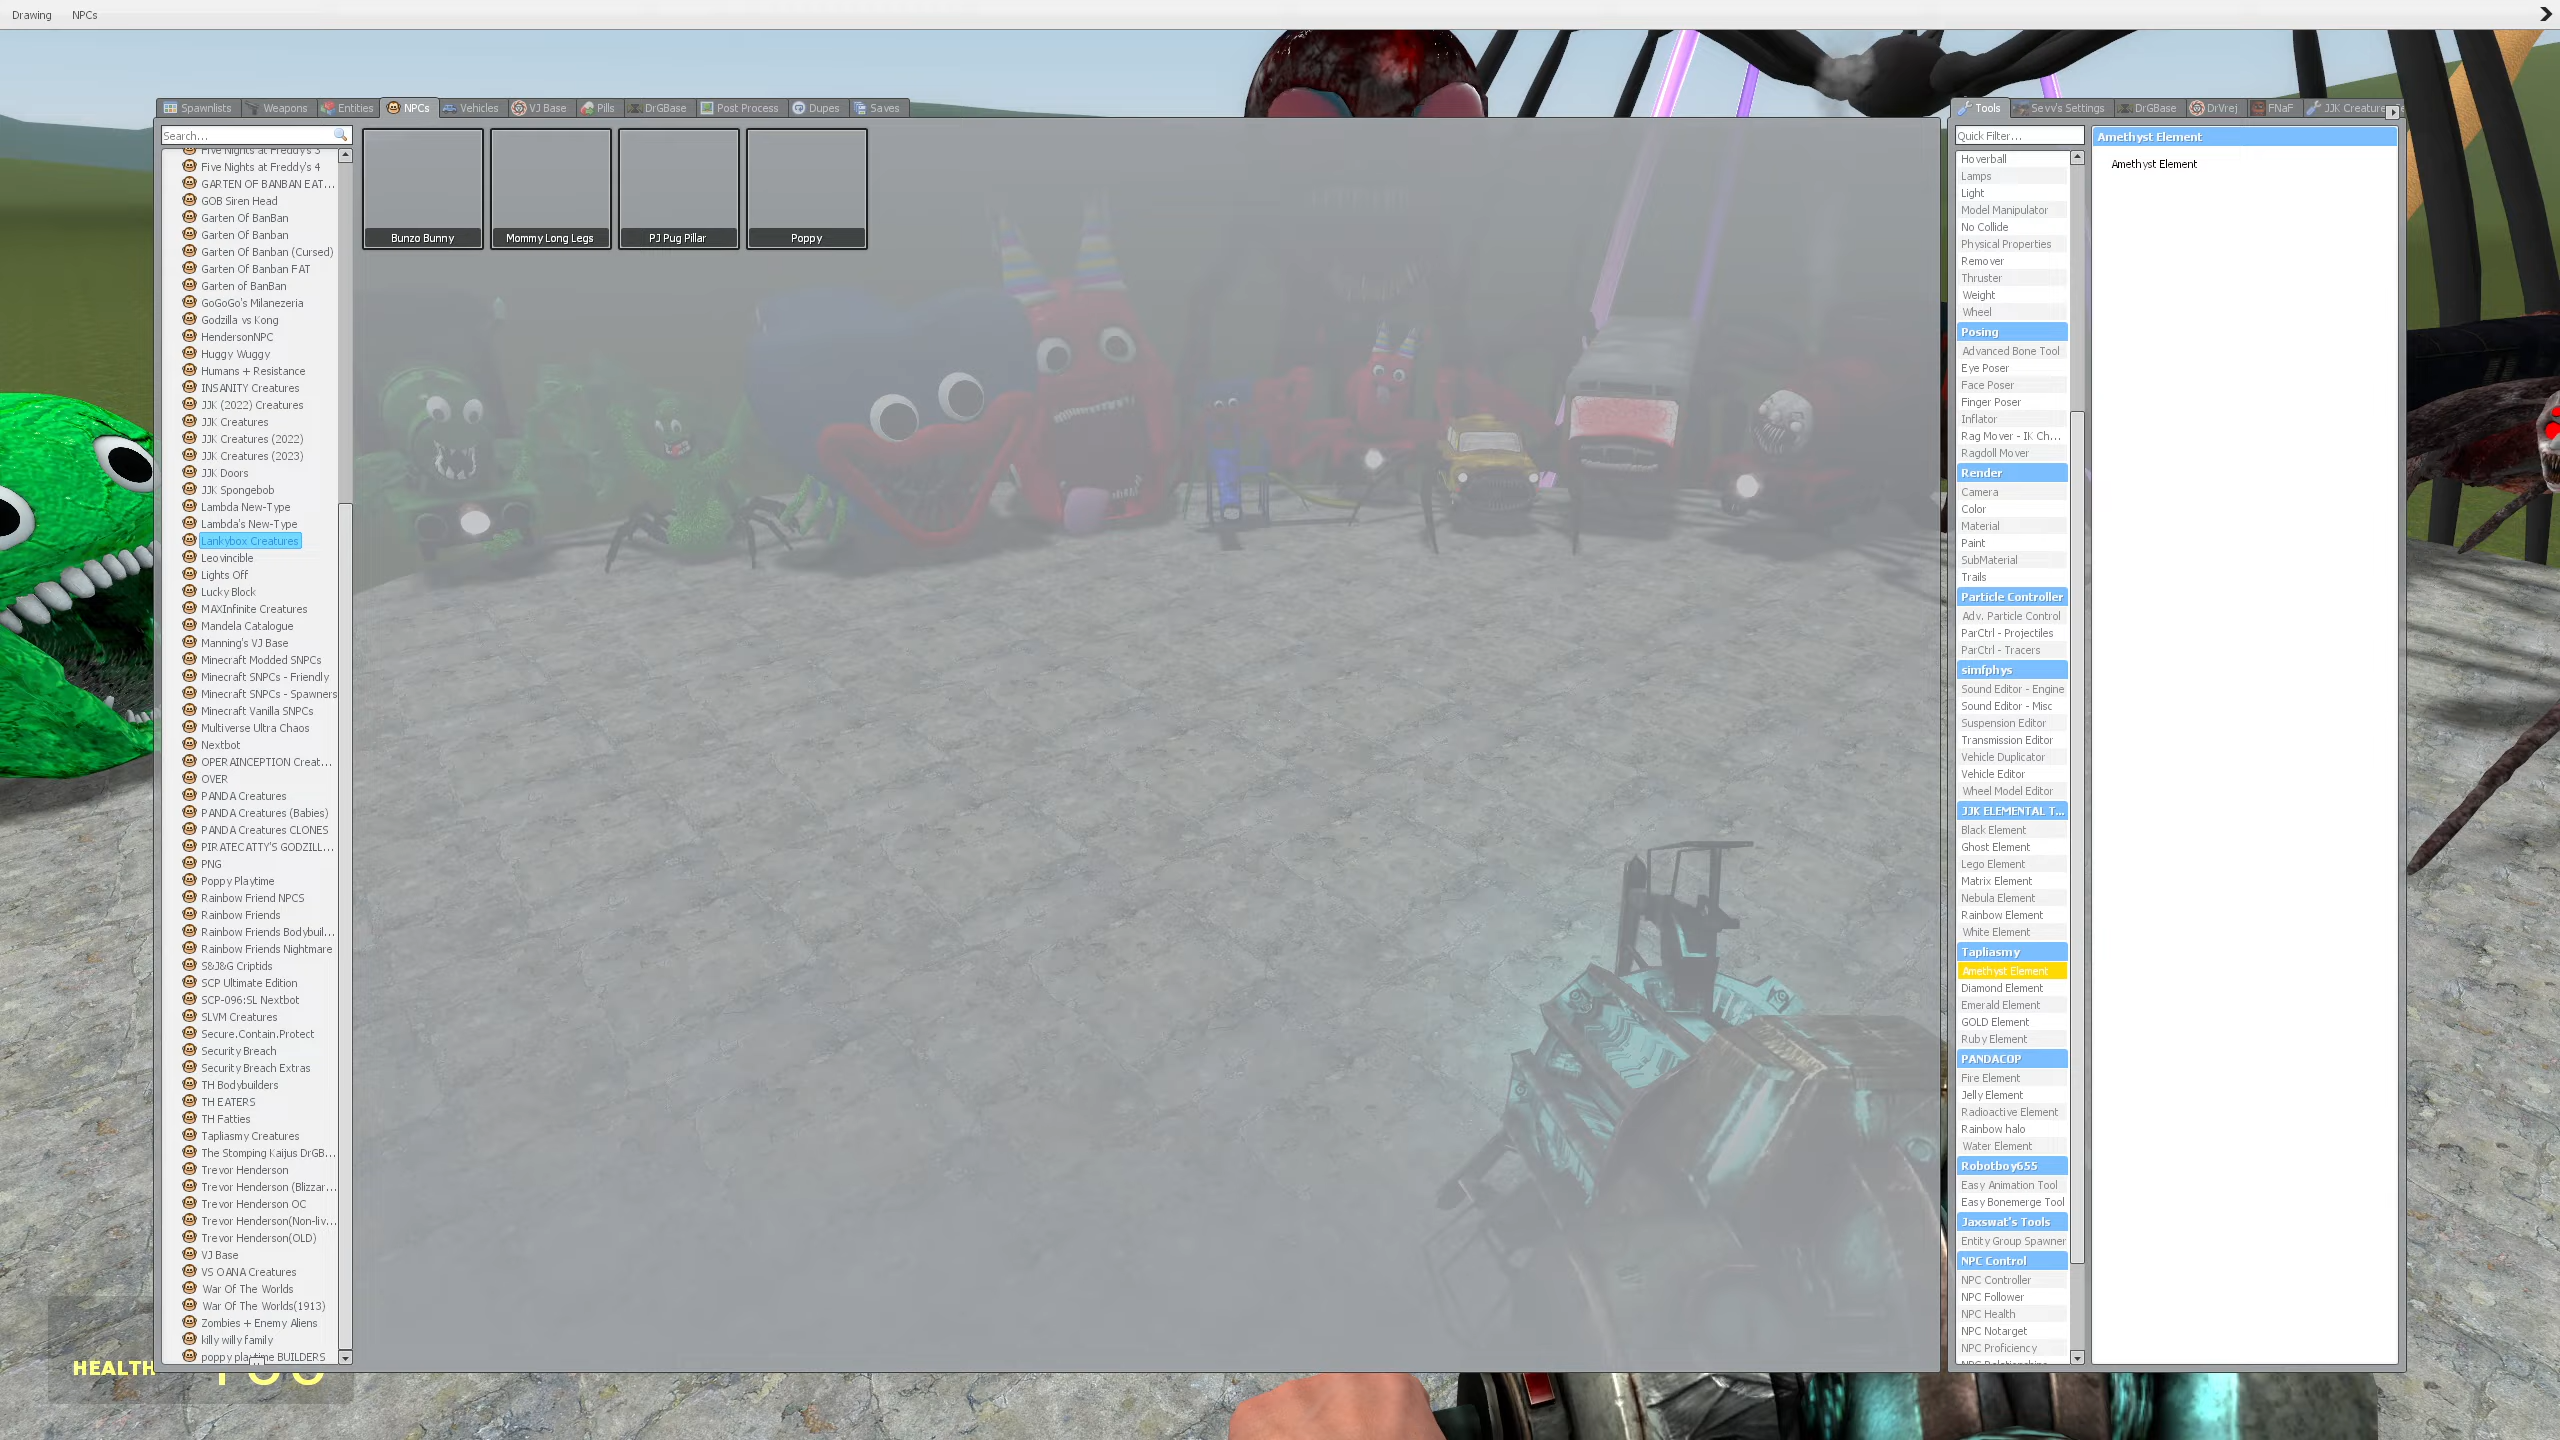 Drawing NPCs
Spawnlists Weapons Entities NPCs Vehicles VJ Base Pills DrGBase Post Process Dupes Saves
Search...
Five Nights at Freddy's 3
Five Nights at Freddy's 4
GARTEN OF BANBAN EAT...
GOB Siren Head
Garten Of BanBan
Garten Of Banban
Garten Of Banban (Cursed)
Garten Of Banban FAT
Garten of BanBan
GoGoGo's Milanezeria
Godzilla vs Kong
HendersonNPC
Huggy Wuggy
Humans + Resistance
INSANITY Creatures
JJK (2022) Creatures
JJK Creatures
JJK Creatures (2022)
JJK Creatures (2023)
JJK Doors
JJK Spongebob
Lambda New-Type
Lambda's New-Type
Lankybox Creatures
Leovincible
Lights Off
Lucky Block
MAXInfinite Creatures
Mandela Catalogue
Manning's VJ Base
Minecraft Modded SNPCs
Minecraft SNPCs - Friendly
Minecraft SNPCs - Spawners
Minecraft Vanilla SNPCs
Multiverse Ultra Chaos
Nextbot
OPERAINCEPTION Creat...
OVER
PANDA Creatures
PANDA Creatures (Babies)
PANDA Creatures CLONES
PIRATECATTY'S GODZILL...
PNG
Poppy Playtime
Rainbow Friend NPCS
Rainbow Friends
Rainbow Friends Bodybuil...
Rainbow Friends Nightmare
S&J&G Criptids
SCP Ultimate Edition
SCP-096:SL Nextbot
SLVM Creatures
Secure.Contain.Protect
Security Breach
Security Breach Extras
TH Bodybuilders
TH EATERS
TH Fatties
Tapliasmy Creatures
The Stomping Kaijus DrGB...
Trevor Henderson
Trevor Henderson (Blizzar...
Trevor Henderson OC
Trevor Henderson(Non-liv...
Trevor Henderson(OLD)
VJ Base
VS OANA Creatures
War Of The Worlds
War Of The Worlds(1913)
Zombies + Enemy Aliens
killy willy family
poppy playtime BUILDERS
HEALTH 100
Bunzo Bunny Mommy Long Legs PJ Pug Pillar Poppy
Tools Sevv's Settings DrGBase DrVrej FNaF JJK Creature
Quick Filter...
Hoverball
Lamps
Light
Model Manipulator
No Collide
Physical Properties
Remover
Thruster
Weight
Wheel
Posing
Advanced Bone Tool
Eye Poser
Face Poser
Finger Poser
Inflator
Rag Mover - IK Ch...
Ragdoll Mover
Render
Camera
Color
Material
Paint
SubMaterial
Trails
Particle Controller
Adv. Particle Control
ParCtrl - Projectiles
ParCtrl - Tracers
simfphys
Sound Editor - Engine
Sound Editor - Misc
Suspension Editor
Transmission Editor
Vehicle Duplicator
Vehicle Editor
Wheel Model Editor
JJK ELEMENTAL T...
Black Element
Ghost Element
Lego Element
Matrix Element
Nebula Element
Rainbow Element
White Element
Tapliasmy
Amethyst Element
Diamond Element
Emerald Element
GOLD Element
Ruby Element
PANDACOP
Fire Element
Jelly Element
Radioactive Element
Rainbow halo
Water Element
Robotboy655
Easy Animation Tool
Easy Bonemerge Tool
Jaxswat's Tools
Entity Group Spawner
NPC Control
NPC Controller
NPC Follower
NPC Health
NPC Notarget
NPC Proficiency
Amethyst Element
Amethyst Element